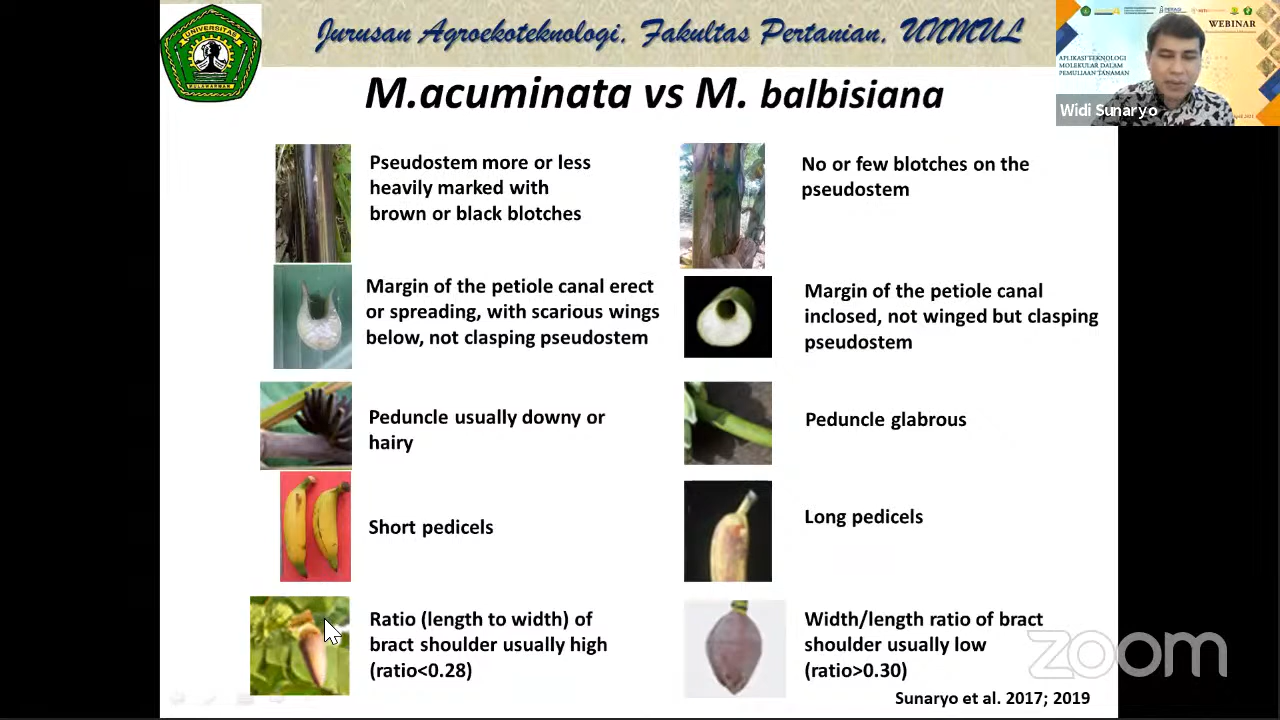 Jurusan Agroekoteknologi, Fakultas Pertanian, UNMUL
UNIVERSITAS
MULAWARMAN
WEBINAR
APLIKASI TEKNOLOGI
MOLEKULAR DALAM
PEMULIAAN TANAMAN
Widi Sunaryo
M.acuminata vs M. balbisiana
Pseudostem more or less
heavily marked with
brown or black blotches
No or few blotches on the
pseudostem
Margin of the petiole canal erect
or spreading, with scarious wings
below, not clasping pseudostem
Margin of the petiole canal
inclosed, not winged but clasping
pseudostem
Peduncle usually downy or
hairy
Peduncle glabrous
Short pedicels
Long pedicels
Ratio (length to width) of
bract shoulder usually high
(ratio<0.28)
Width/length ratio of bract
shoulder usually low
(ratio>0.30)
zoom
Sunaryo et al. 2017; 2019